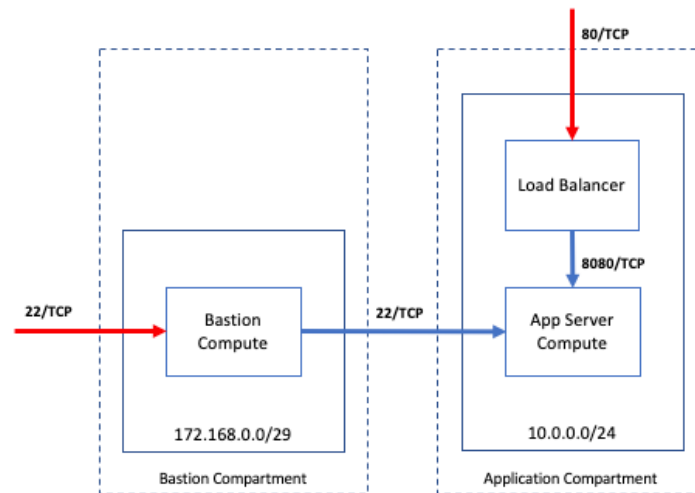 80/TCP
Load Balancer
8080/TCP
22/TCP
Bastion
Compute
22/TCP
App Server
Compute
172.168.0.0/29
10.0.0.0/24
Bastion Compartment
Application Compartment